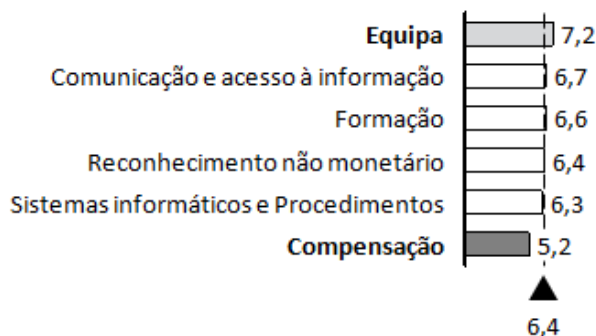 Equipa 7,2
Comunicação e acesso à informação 6,7
Formação 6,6
Reconhecimento não monetário 6,4
Sistemas informáticos e Procedimentos 6,3
Compensação 5,2
6,4